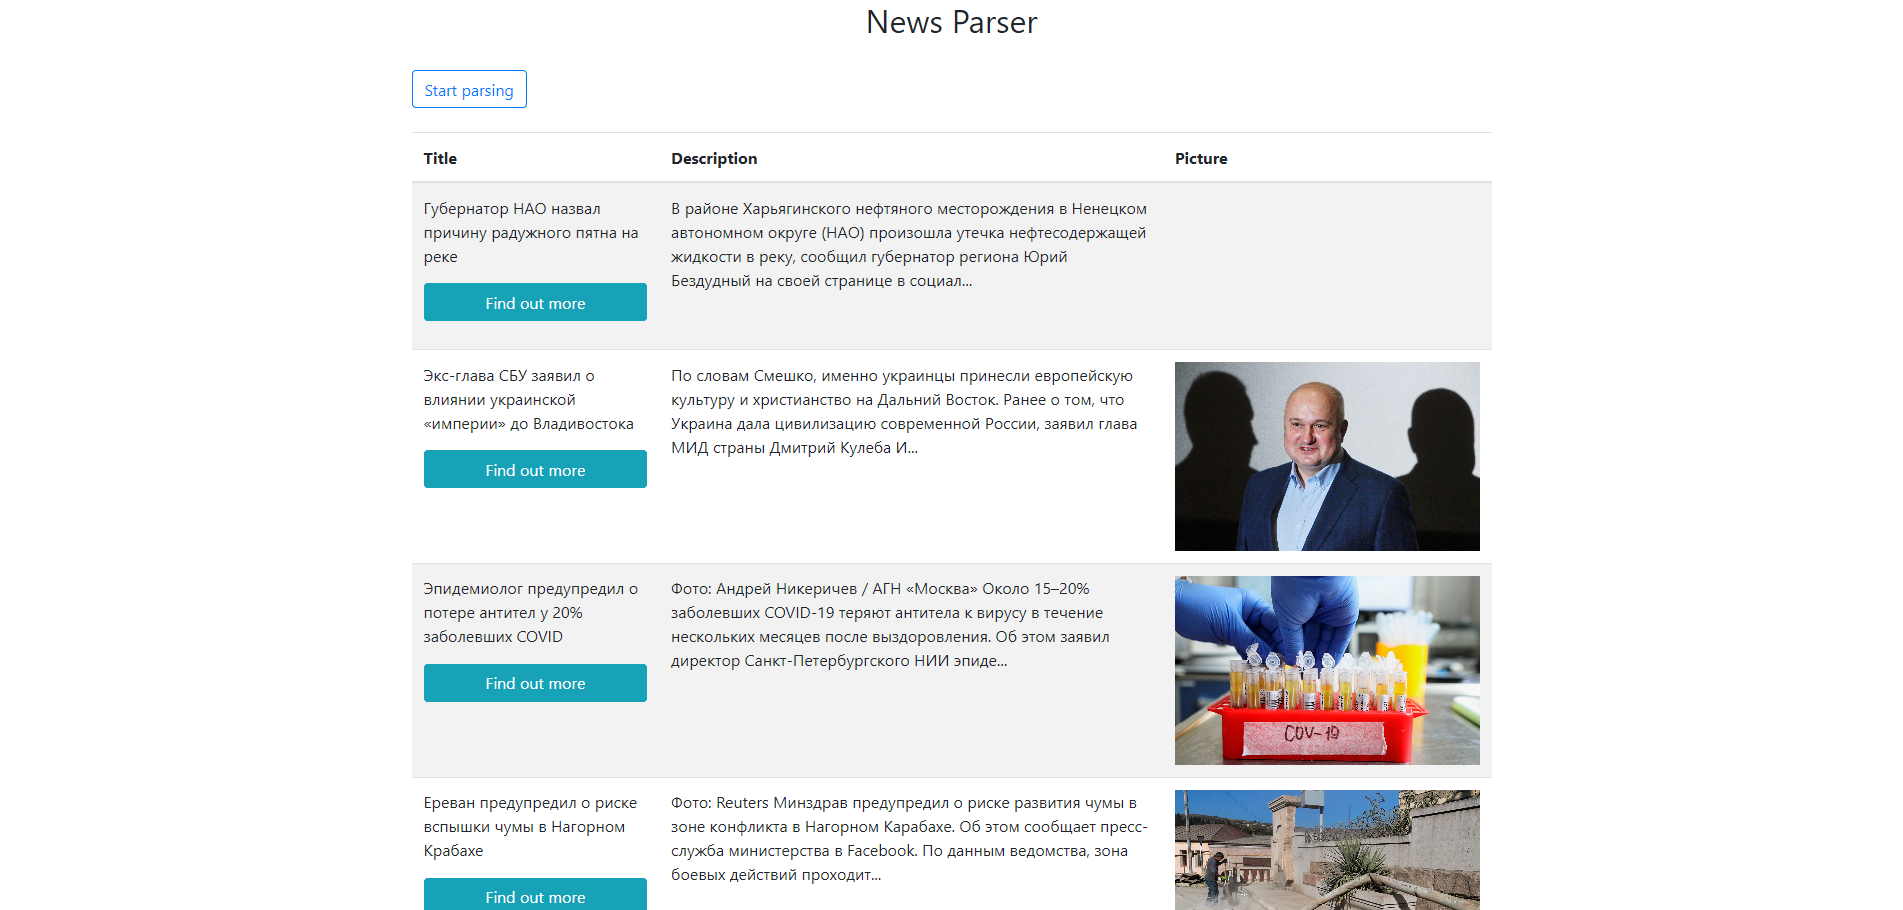 News Parser
Start parsing
Title Description Picture
Губернатор НАО назвал
причину радужного пятна на
реке
Find out more
В районе Харьягинского нефтяного месторождения в Ненецком
автономном округе (НАО) произошла утечка нефтесодержащей
жидкости в реку, сообщил губернатор региона Юрий
Бездудный на своей странице в социал...
Экс-глава СБУ заявил о
влиянии украинской
«империи» до Владивостока
Find out more
По словам Смешко, именно украинцы принесли европейскую
культуру и христианство на Дальний Восток. Ранее о том, что
Украина дала цивилизацию современной России, заявил глава
МИД страны Дмитрий Кулеба И...
Эпидемиолог предупредил о
потере антител у 20%
заболевших COVID
Find out more
Фото: Андрей Никеричев / АГН «Москва» Около 15–20%
заболевших COVID-19 теряют антитела к вирусу в течение
нескольких месяцев после выздоровления. Об этом заявил
директор Санкт-Петербургского НИИ эпиде...
COV-19
Ереван предупредил о риске
вспышки чумы в Нагорном
Крабахе
Find out more
Фото: Reuters Минздрав предупредил о риске развития чумы в
зоне конфликта в Нагорном Карабахе. Об этом сообщает пресс-
служба министерства в Facebook. По данным ведомства, зона
боевых действий проходит...